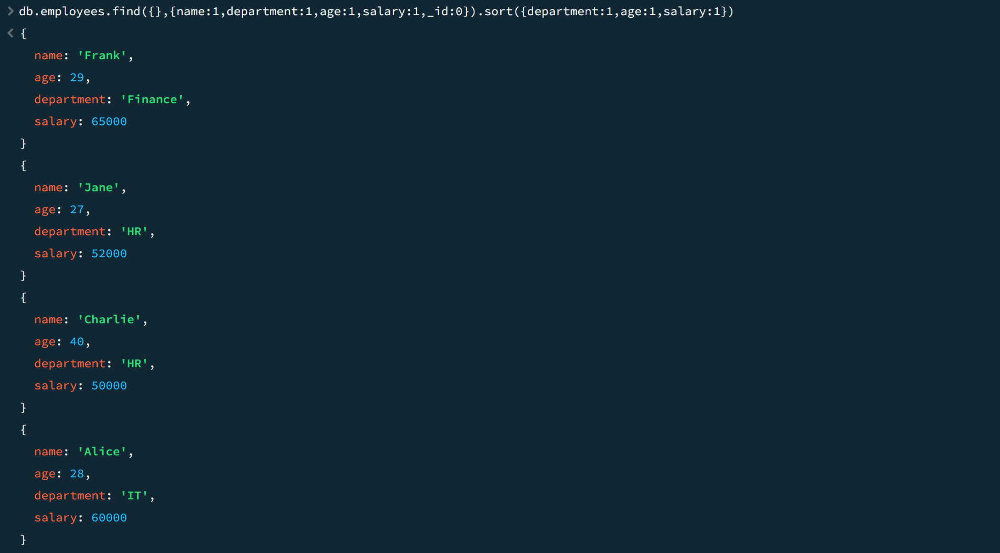 > db.employees.find({},{name:1,department:1,age:1,salary:1,_id:0}).sort({department:1,age:1,salary:1})
< {
name: 'Frank',
age: 29,
department: 'Finance',
salary: 65000
}
{
name: 'Jane',
age: 27,
department: 'HR',
salary: 52000
}
{
name: 'Charlie',
age: 40,
department: 'HR',
salary: 50000
}
{
name: 'Alice',
age: 28,
department: 'IT',
salary: 60000
}